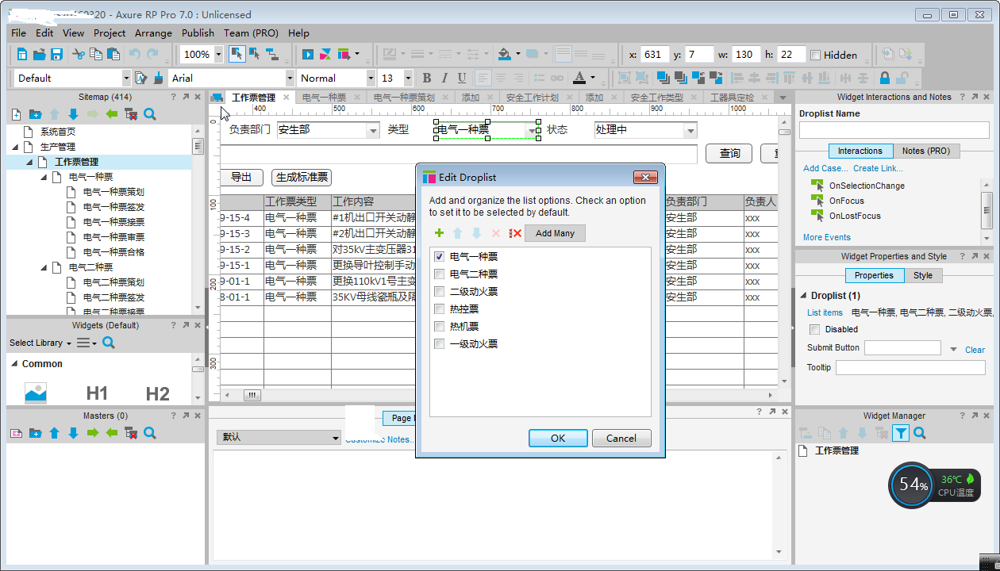 0320 - Axure RP Pro 7.0 : Unlicensed
File Edit View Project Arrange Publish Team (PRO) Help
100% x: 631 y: 7 w: 130 h: 22 Hidden
Default Arial Normal 13 B I U A
Sitemap (414)
系统首页
生产管理
工作票管理
电气一种票
电气一种票策划
电气一种票签发
电气一种票接票
电气一种票审票
电气一种票合格
电气二种票
电气二种票策划
电气二种票签发
电气二种票接票
Widgets (Default)
Select Library
Common
H1 H2
Masters (0)
工作票管理 电气一种票 电气一种票策划 添加 安全工作计划 添加 安全工作类型 工器具定检
400 500 600 700 800 900 1000
0
100
200
300
负责部门 安生部 类型 电气一种票 状态 处理中
查询
导出 生成标准票
工作票类型 工作内容 负责部门 负责人
9-15-4 电气一种票 #1机出口开关动静 安生部 xxx
9-15-3 电气一种票 #2机出口开关动静 安生部 xxx
9-15-2 电气一种票 对35kV主变压器31 安生部 xxx
9-15-1 电气一种票 更换导叶控制手动 安生部 xxx
9-01-1 电气一种票 更换110kV1号主变 安生部 xxx
8-01-1 电气一种票 35KV母线瓷瓶及隔 安生部 xxx
Edit Droplist
Add and organize the list options. Check an option
to set it to be selected by default.
Add Many
电气一种票
电气二种票
二级动火票
热控票
热机票
一级动火票
OK Cancel
Page
默认
Customize Notes..
Widget Interactions and Notes
Droplist Name
Interactions Notes (PRO)
Add Case... Create Link...
OnSelectionChange
OnFocus
OnLostFocus
More Events
Widget Properties and Style
Properties Style
Droplist (1)
List items 电气一种票, 电气二种票, 二级动火票,
Disabled
Submit Button Clear
Tooltip
Widget Manager
工作票管理
54%
36℃
CPU温度